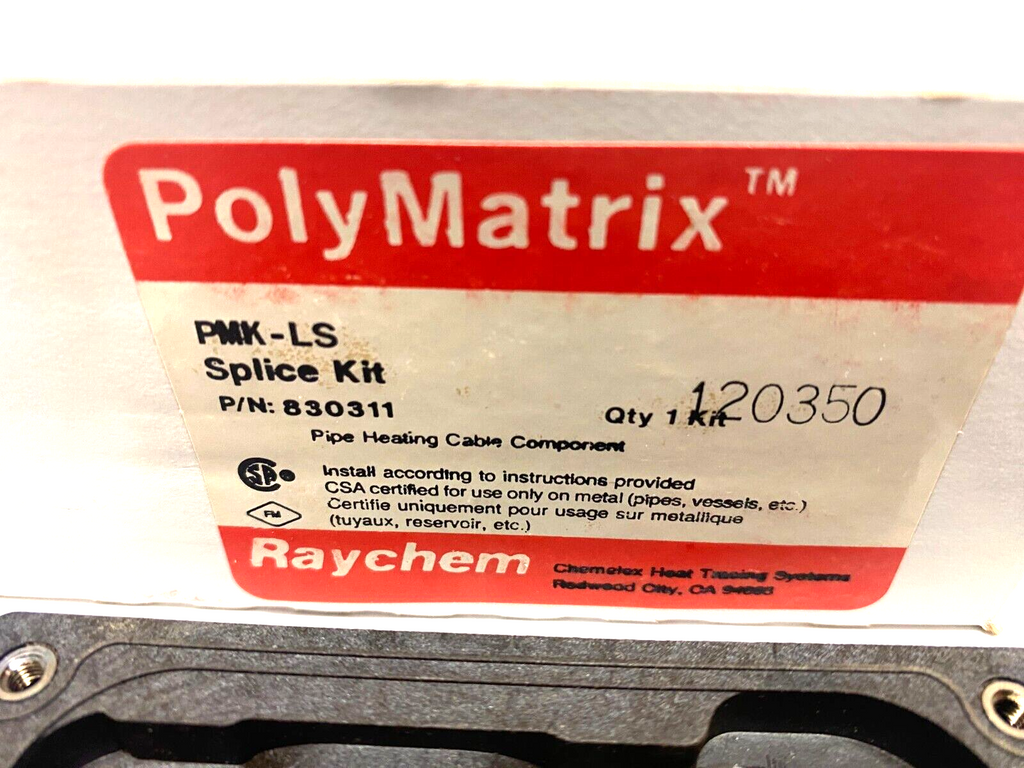 PolyMatrix™
PMK-LS
Splice Kit
P/N: 830311
Qty 1 Kit 120350
Pipe Heating Cable Component
CSA
Install according to instructions provided
CSA certified for use only on metal (pipes, vessels, etc.)
FM
Certifie uniquement pour usage sur metallique
(tuyaux, reservoir, etc.)
Raychem
Chemelex Heat Tracing Systems
Redwood City, CA